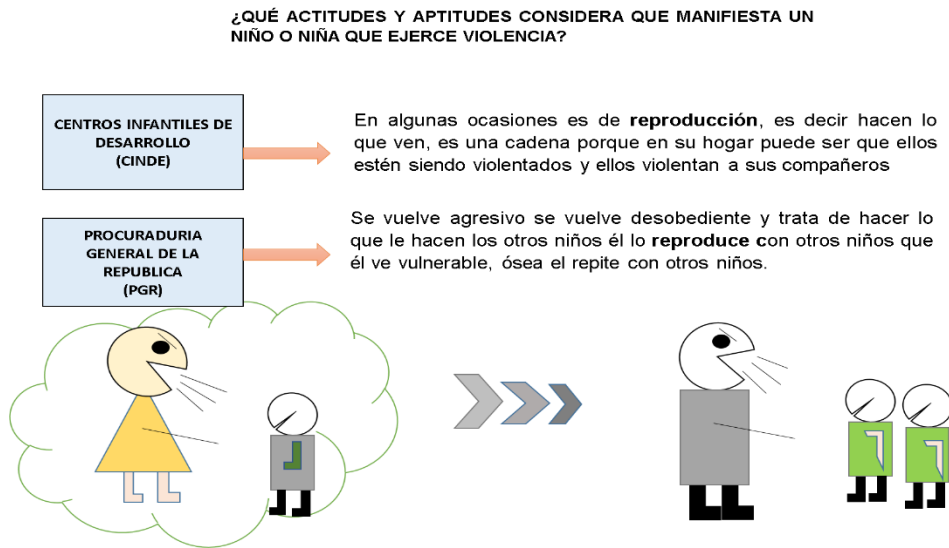 ¿QUÉ ACTITUDES Y APTITUDES CONSIDERA QUE MANIFIESTA UN
NIÑO O NIÑA QUE EJERCE VIOLENCIA?
CENTROS INFANTILES DE
DESARROLLO
(CINDE)
En algunas ocasiones es de reproducción, es decir hacen lo
que ven, es una cadena porque en su hogar puede ser que ellos
estén siendo violentados y ellos violentan a sus compañeros
PROCURADURIA
GENERAL DE LA
REPUBLICA
(PGR)
Se vuelve agresivo se vuelve desobediente y trata de hacer lo
que le hacen los otros niños él lo reproduce con otros niños que
él ve vulnerable, ósea el repite con otros niños.